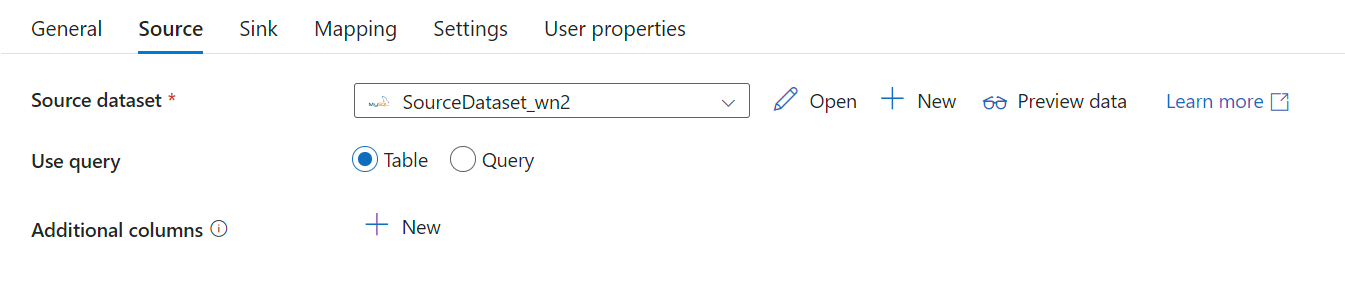 General Source Sink Mapping Settings User properties
Source dataset * MySQL SourceDataset_wn2 Open New Preview data Learn more
Use query Table Query
Additional columns New